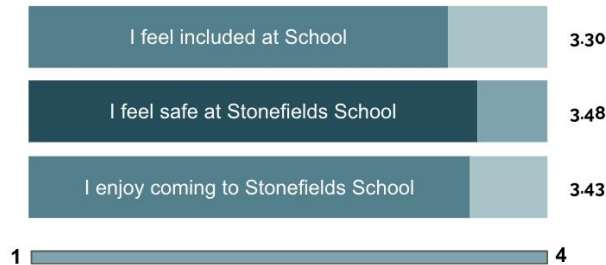 I feel included at School 3.30
I feel safe at Stonefields School 3.48
I enjoy coming to Stonefields School 3.43
1 4